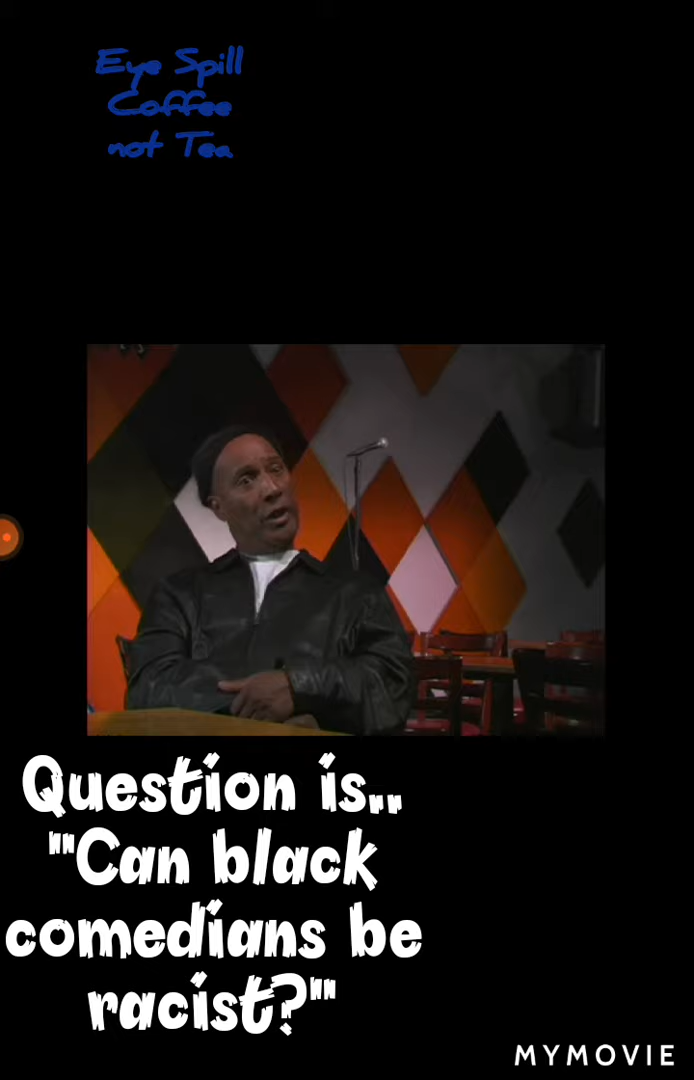 Eye Spill
Coffee
not Tea
Question is..
"'Can black
comedians be
racist?'"
MYMOVIE